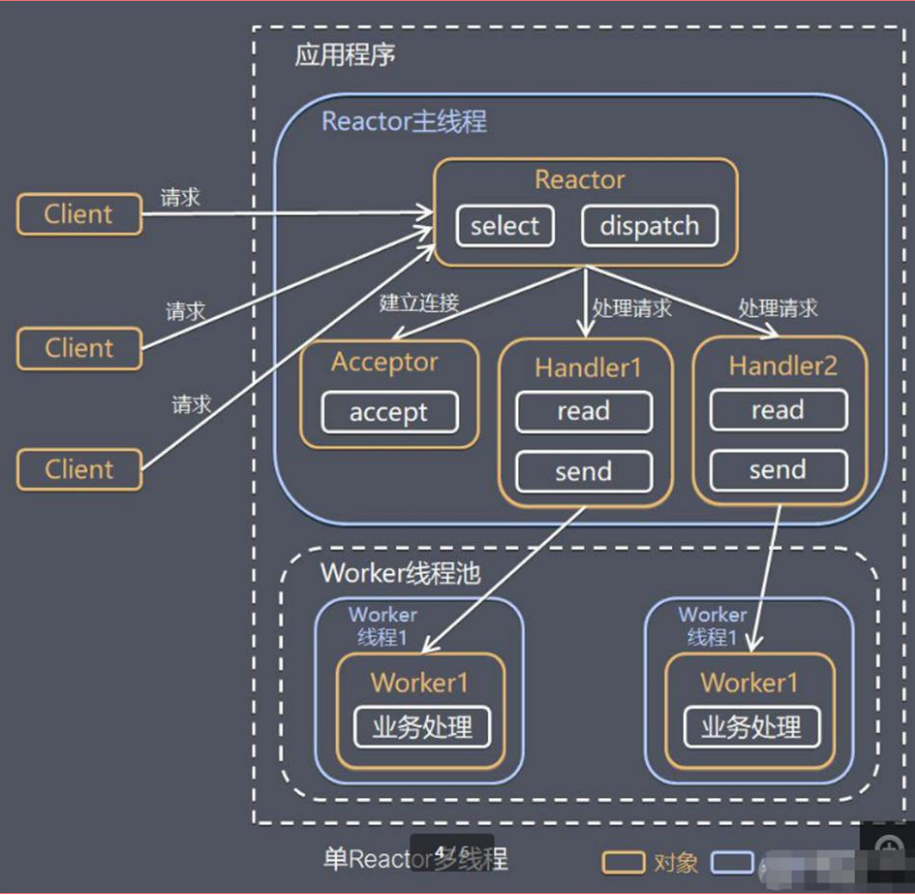 应用程序
Reactor主线程
Reactor
select
dispatch
Client
请求
Client
请求
Client
请求
建立连接
处理请求
处理请求
Acceptor
accept
Handler1
read
send
Handler2
read
send
Worker线程池
Worker
线程1
Worker1
业务处理
Worker
线程1
Worker1
业务处理
单Reactor多线程
4/5
对象